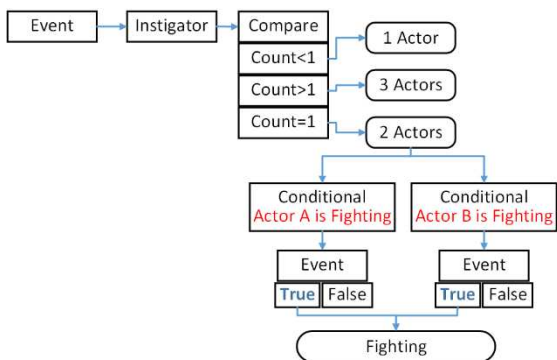 Event
Instigator
Compare
Count<1
Count>1
Count=1
1 Actor
3 Actors
2 Actors
Conditional
Actor A is Fighting
Conditional
Actor B is Fighting
Event
True
False
Event
True
False
Fighting